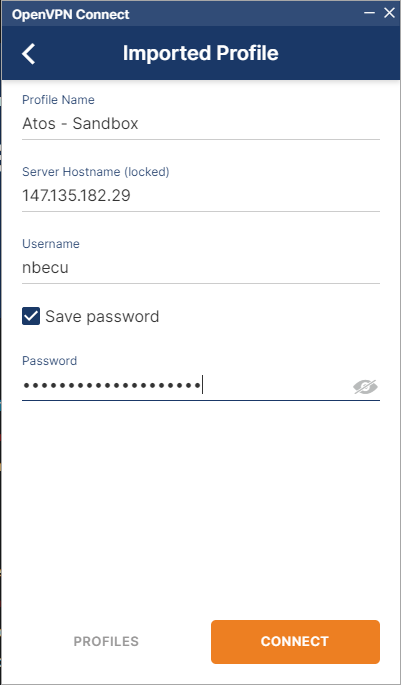 OpenVPN Connect
Imported Profile
Profile Name
Atos - Sandbox
Server Hostname (locked)
147.135.182.29
Username
nbecu
Save password
Password
••••••••••••••••••••
PROFILES
CONNECT